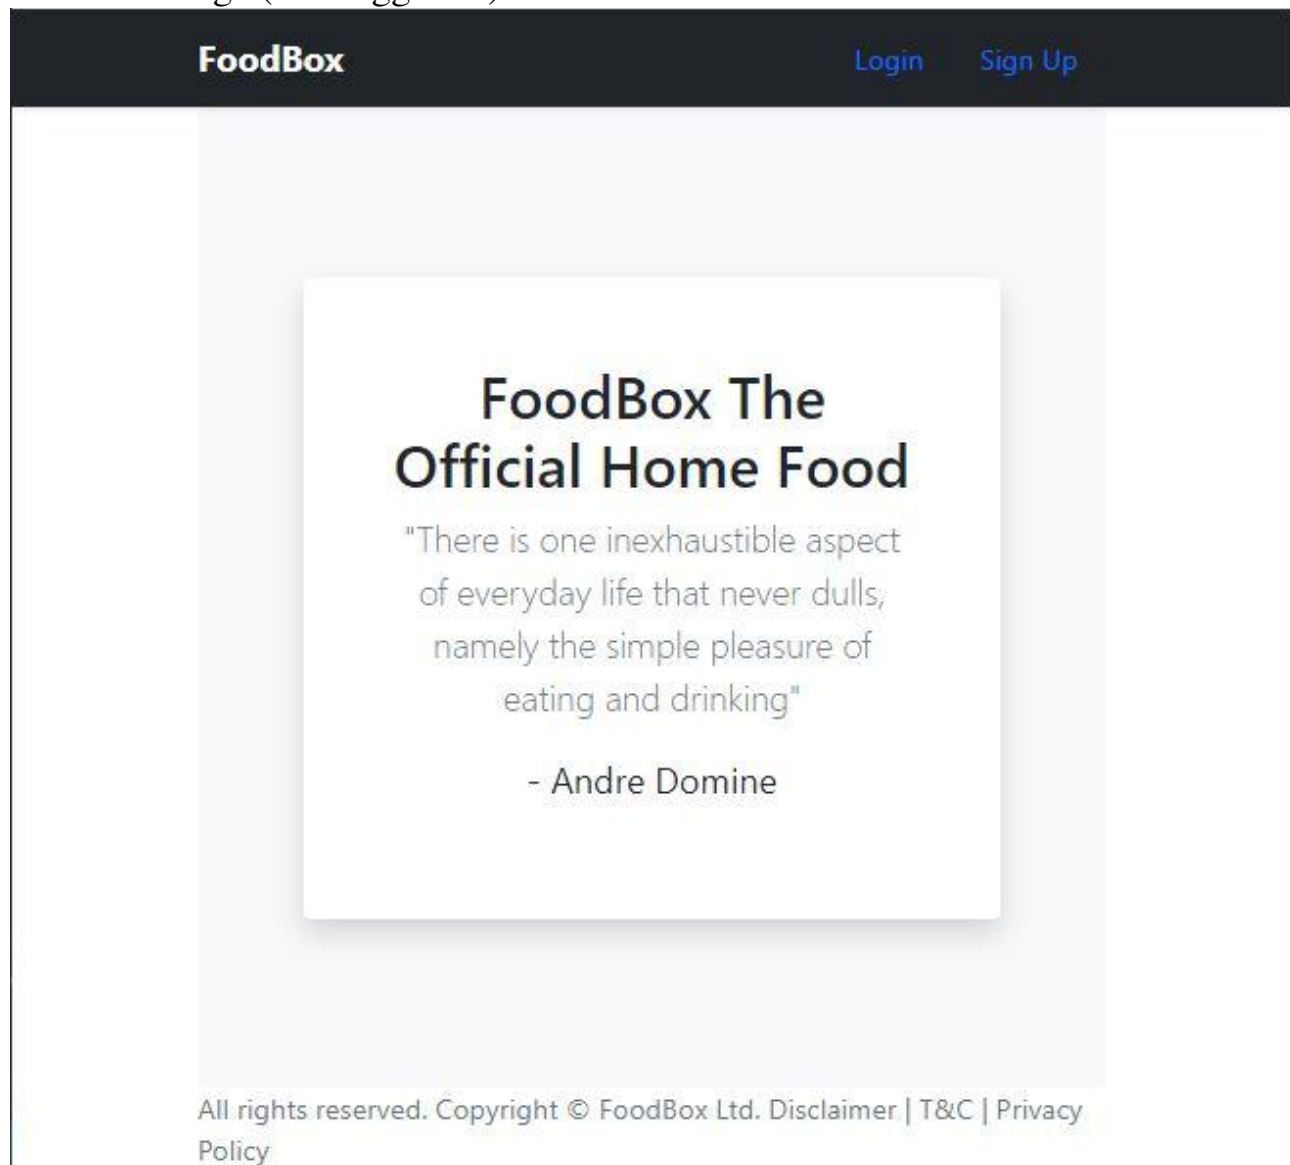 FoodBox Login Sign Up
FoodBox The
Official Home Food
"There is one inexhaustible aspect
of everyday life that never dulls,
namely the simple pleasure of
eating and drinking"
- Andre Domine
All rights reserved. Copyright © FoodBox Ltd. Disclaimer | T&C | Privacy
Policy